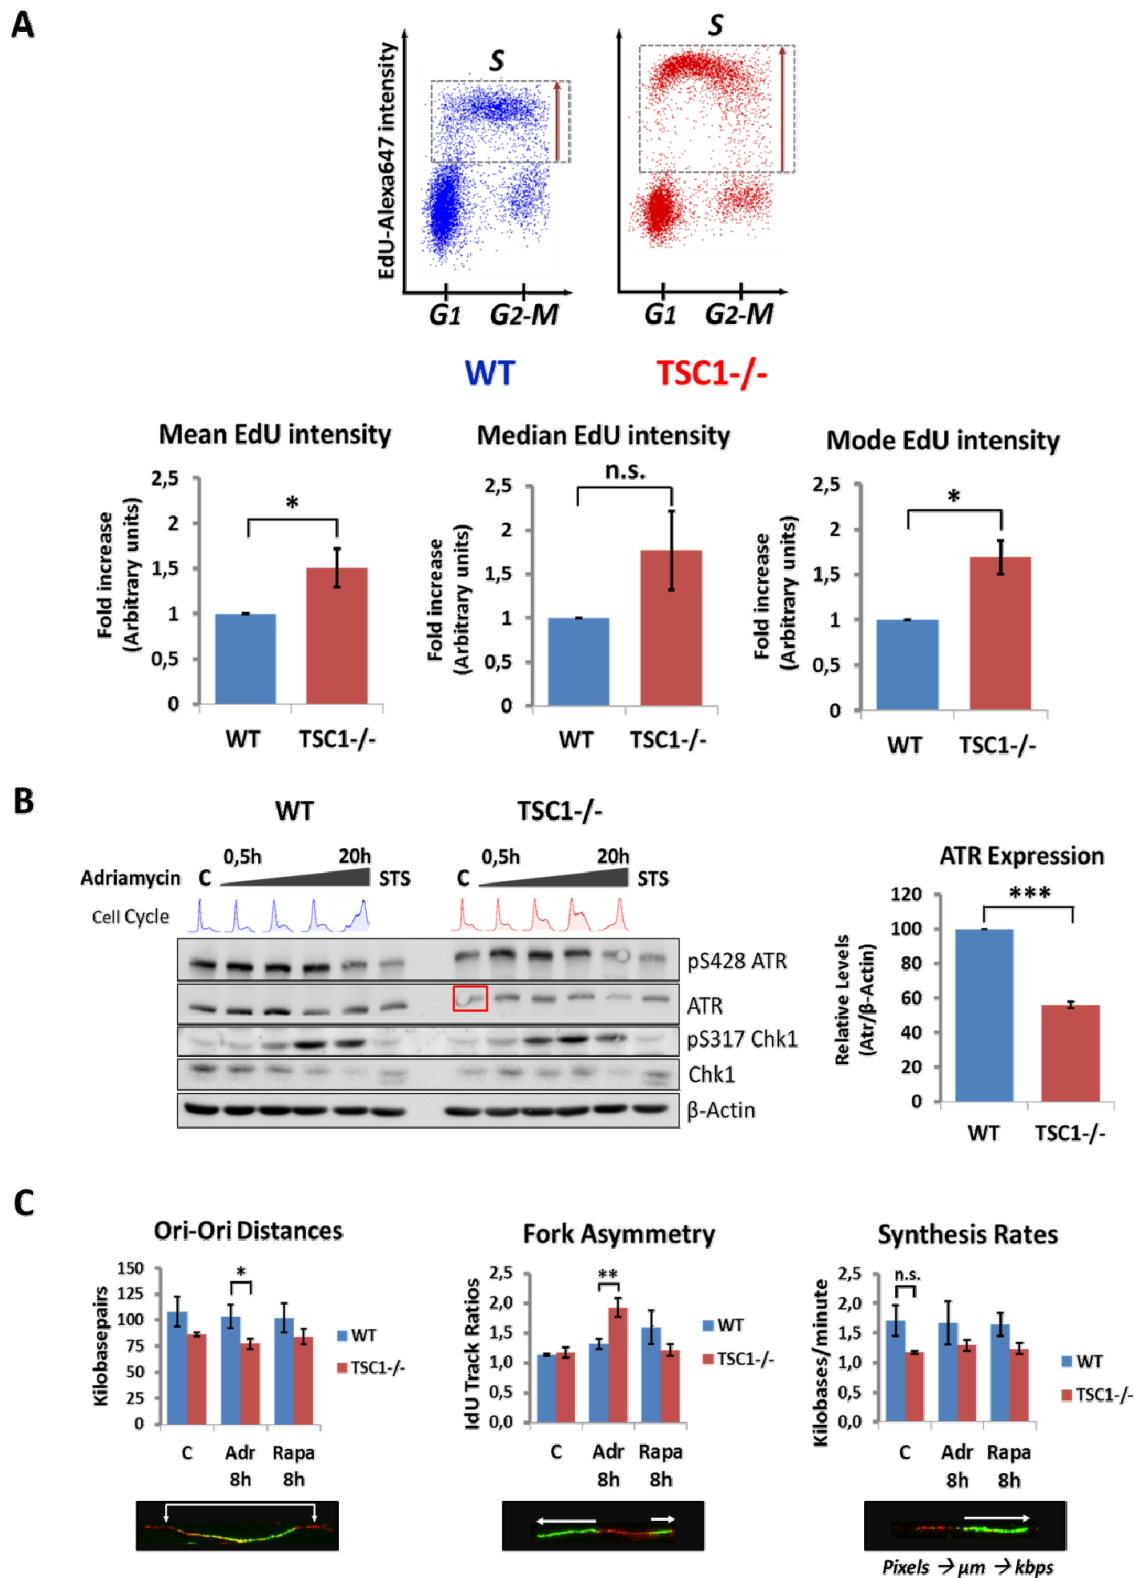 A
S
S
EdU-Alexa647 intensity
G1 G2-M
G1 G2-M
WT
TSC1-/-
Mean EdU intensity
Fold increase
(Arbitrary units)
2,5
2
1,5
1
0,5
0
*
WT TSC1-/-
Median EdU intensity
Fold increase
(Arbitrary units)
2,5
2
1,5
1
0,5
0
n.s.
WT TSC1-/-
Mode EdU intensity
Fold increase
(Arbitrary units)
2,5
2
1,5
1
0,5
0
*
WT TSC1-/-
B
WT TSC1-/-
0,5h 20h 0,5h 20h
Adriamycin C STS C STS
Cell Cycle
pS428 ATR
ATR
pS317 Chk1
Chk1
β-Actin
ATR Expression
Relative Levels
(Atr/β-Actin)
120
100
80
60
40
20
0
***
WT TSC1-/-
C
Ori-Ori Distances
Kilobasepairs
150
125
100
75
50
25
0
*
WT
TSC1-/-
C Adr Rapa
8h 8h
Fork Asymmetry
IdU Track Ratios
2,5
2,0
1,5
1,0
0,5
0,0
**
WT
TSC1-/-
C Adr Rapa
8h 8h
Synthesis Rates
Kilobases/minute
2,5
2,0
1,5
1,0
0,5
0,0
n.s.
WT
TSC1-/-
C Adr Rapa
8h 8h
Pixels → µm → kbps